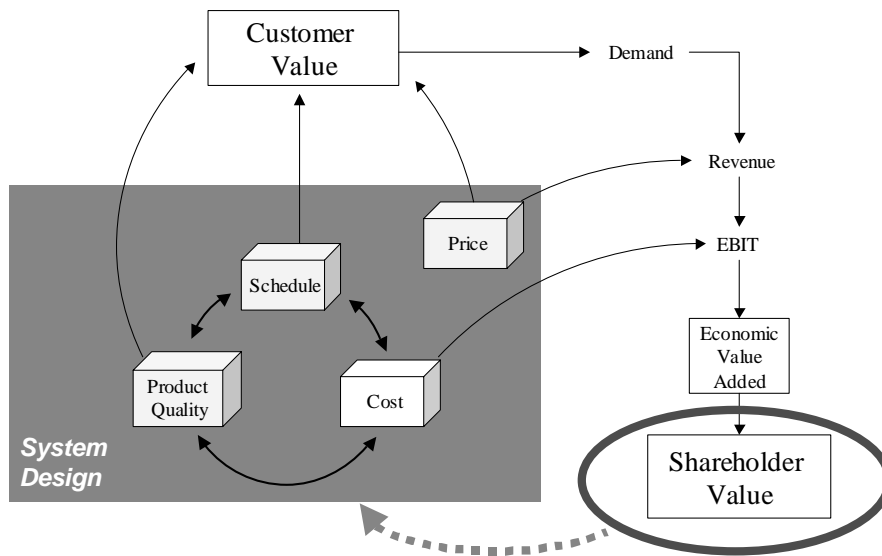 Customer
Value
Demand
Revenue
Price
EBIT
Schedule
Economic
Value
Added
Product
Quality
Cost
System
Design
Shareholder
Value